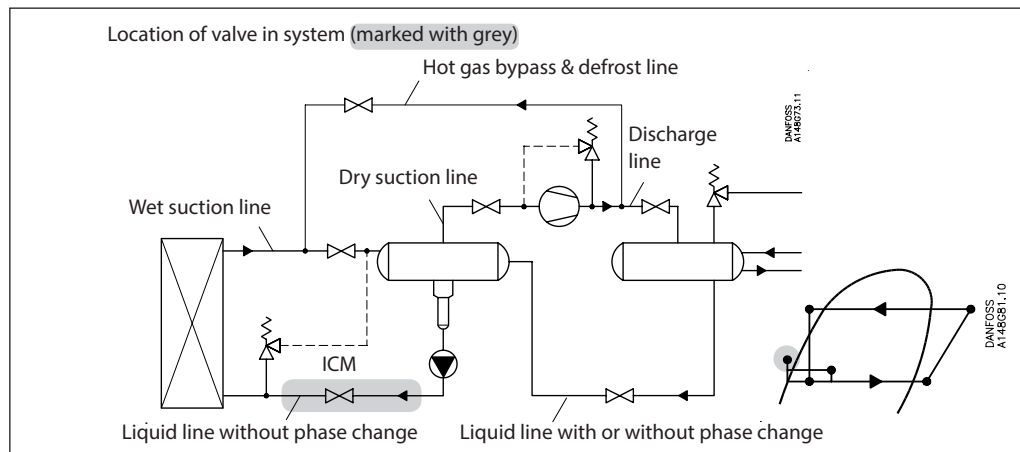 Location of valve in system (marked with grey)
Hot gas bypass & defrost line
DANFOSS
A148G73.11
Discharge
line
Dry suction line
Wet suction line
DANFOSS
A148G81.10
ICM
Liquid line without phase change
Liquid line with or without phase change